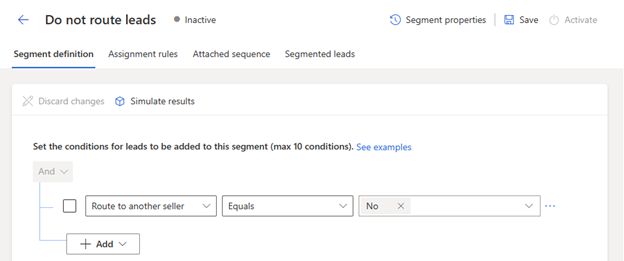 Do not route leads Inactive Segment properties Save Activate
Segment definition Assignment rules Attached sequence Segmented leads
Discard changes Simulate results
Set the conditions for leads to be added to this segment (max 10 conditions). See examples
And
Route to another seller Equals No
Add